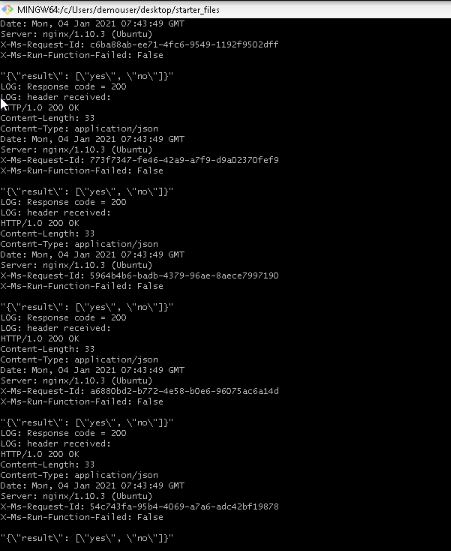 MINGW64:/c/Users/demouser/desktop/starter_files
Date: Mon, 04 Jan 2021 07:43:49 GMT
Server: nginx/1.10.3 (Ubuntu)
X-Ms-Request-Id: c6ba88ab-ee71-4fc6-9549-1192f9502dff
X-Ms-Run-Function-Failed: False
"{\"result\": [\"yes\", \"no\"]}"
LOG: Response code = 200
LOG: header received:
HTTP/1.0 200 OK
Content-Length: 33
Content-Type: application/json
Date: Mon, 04 Jan 2021 07:43:49 GMT
Server: nginx/1.10.3 (Ubuntu)
X-Ms-Request-Id: 773f7347-fe46-42a9-a7f9-d9a02370fef9
X-Ms-Run-Function-Failed: False
"{\"result\": [\"yes\", \"no\"]}"
LOG: Response code = 200
LOG: header received:
HTTP/1.0 200 OK
Content-Length: 33
Content-Type: application/json
Date: Mon, 04 Jan 2021 07:43:49 GMT
Server: nginx/1.10.3 (Ubuntu)
X-Ms-Request-Id: 5964b4b6-badb-4379-96ae-8aece7997190
X-Ms-Run-Function-Failed: False
"{\"result\": [\"yes\", \"no\"]}"
LOG: Response code = 200
LOG: header received:
HTTP/1.0 200 OK
Content-Length: 33
Content-Type: application/json
Date: Mon, 04 Jan 2021 07:43:49 GMT
Server: nginx/1.10.3 (Ubuntu)
X-Ms-Request-Id: a6880bd2-b772-4e58-b0e6-96075ac6a14d
X-Ms-Run-Function-Failed: False
"{\"result\": [\"yes\", \"no\"]}"
LOG: Response code = 200
LOG: header received:
HTTP/1.0 200 OK
Content-Length: 33
Content-Type: application/json
Date: Mon, 04 Jan 2021 07:43:49 GMT
Server: nginx/1.10.3 (Ubuntu)
X-Ms-Request-Id: 54c743fa-95b4-4069-a7a6-adc42bf19878
X-Ms-Run-Function-Failed: False
"{\"result\": [\"yes\", \"no\"]}"